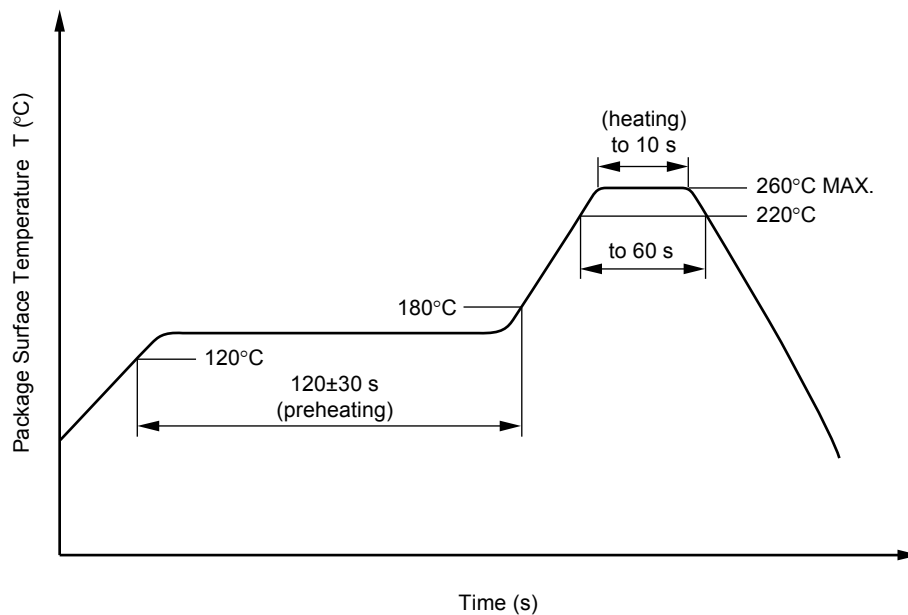 Package Surface Temperature T (°C)
(heating)
to 10 s
260°C MAX.
220°C
to 60 s
180°C
120°C
120±30 s
(preheating)
Time (s)